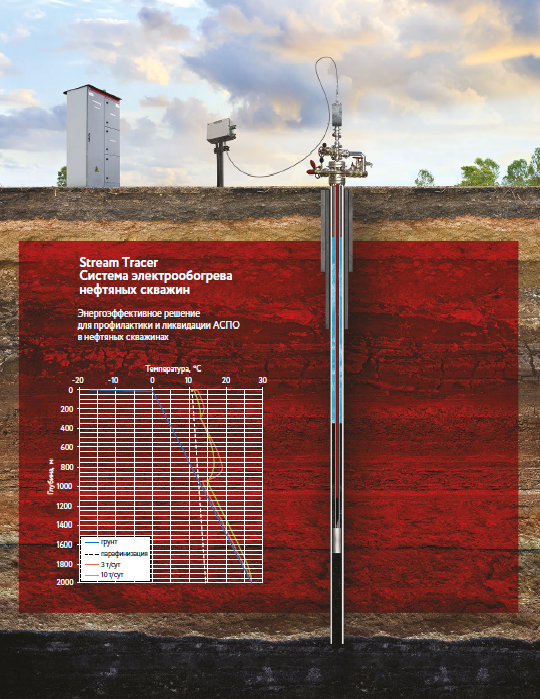 Stream Tracer
Система электрообогрева
нефтяных скважин
Энергоэффективное решение
для профилактики и ликвидации АСПО
в нефтяных скважинах
Температура, °С
-20 -10 0 10 20 30
Глубина, м
0
200
400
600
800
1000
1200
1400
1600
1800
2000
грунт
парафинизация
3 т/сут
10 т/сут